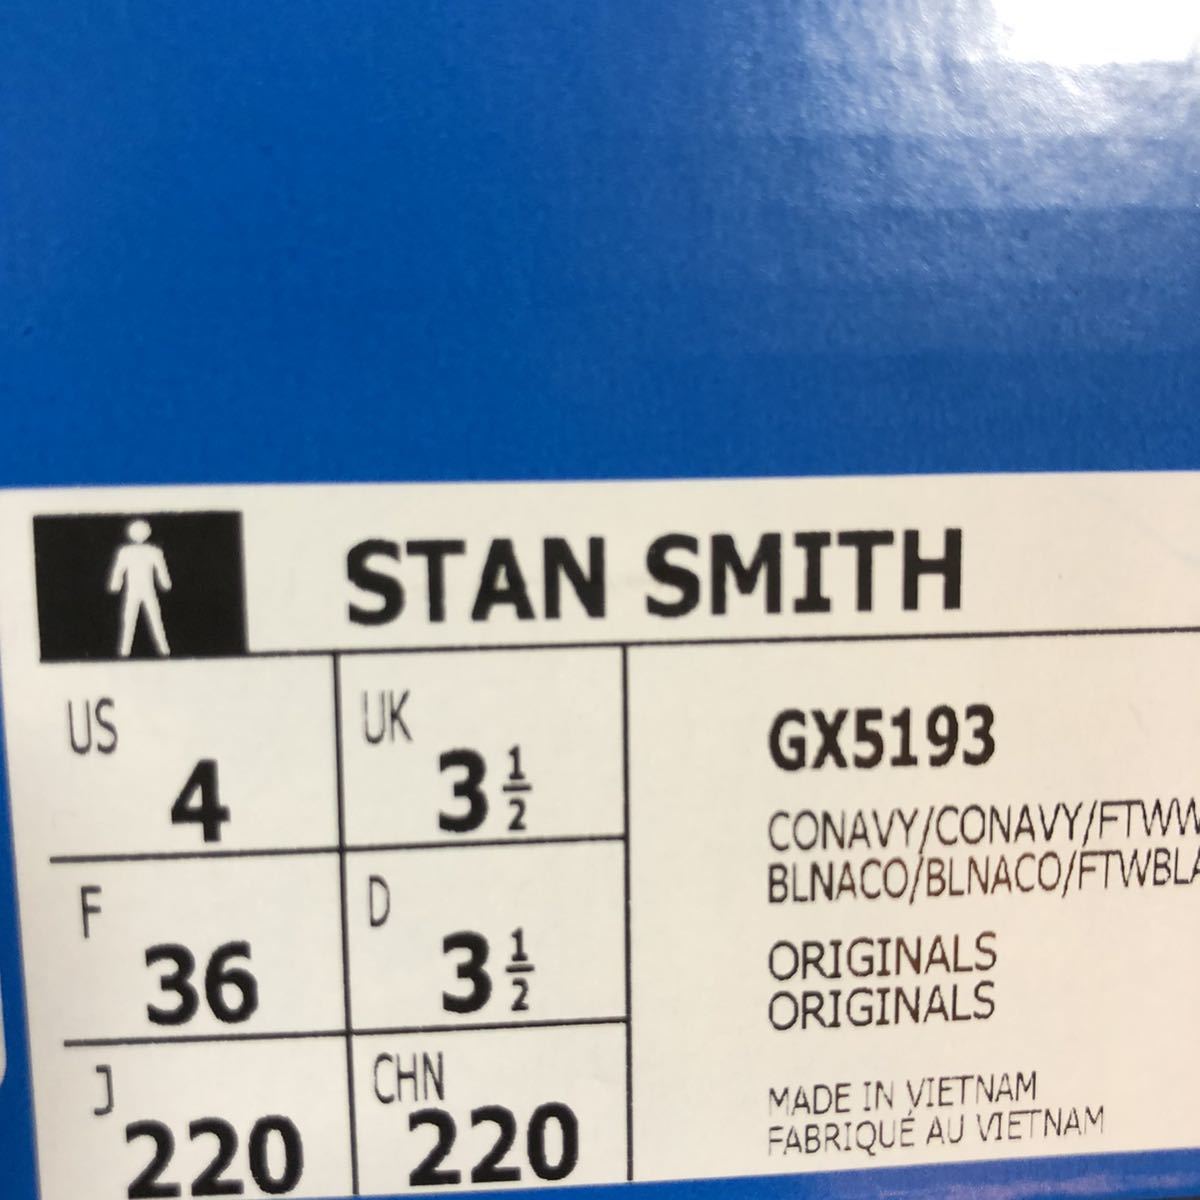 STAN SMITH
US 4
UK 3 1/2
F 36
D 3 1/2
J 220
CHN 220
GX5193
CONAVY/CONAVY/FTWW
BLNACO/BLNACO/FTWBLA
ORIGINALS
ORIGINALS
MADE IN VIETNAM
FABRIQUÉ AU VIETNAM